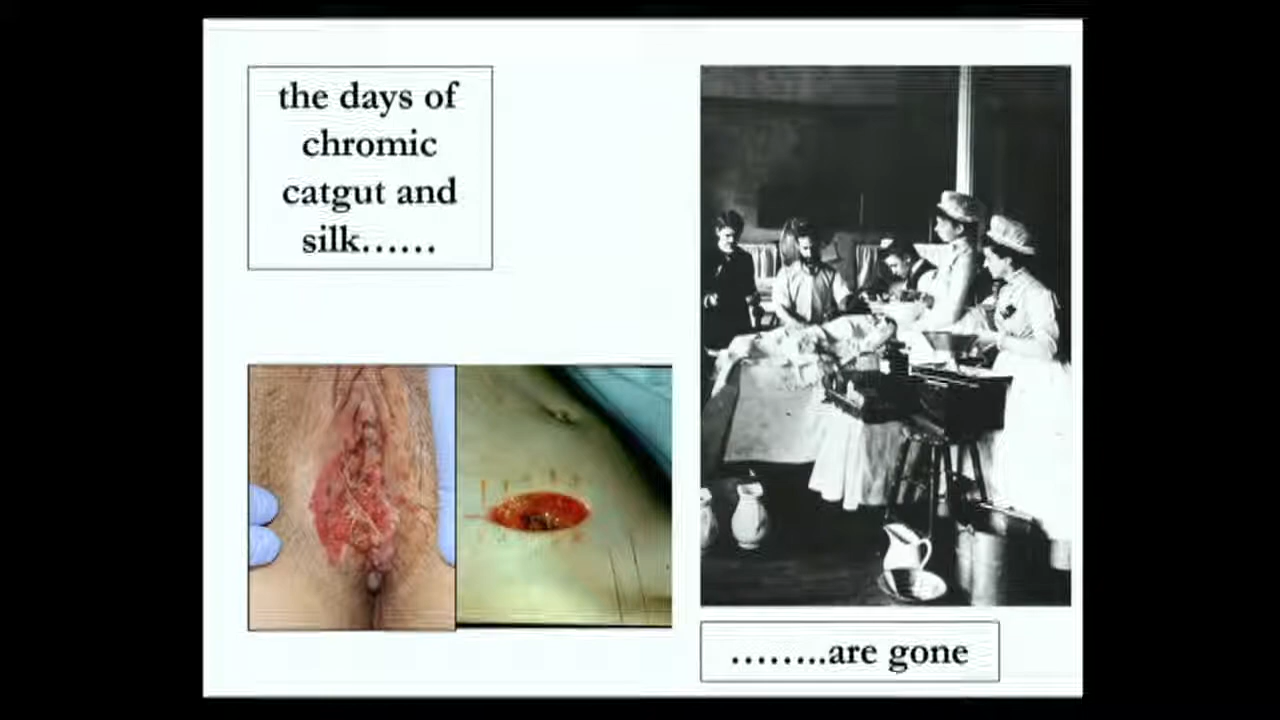 the days of
chromic
catgut and
silk......
........are gone